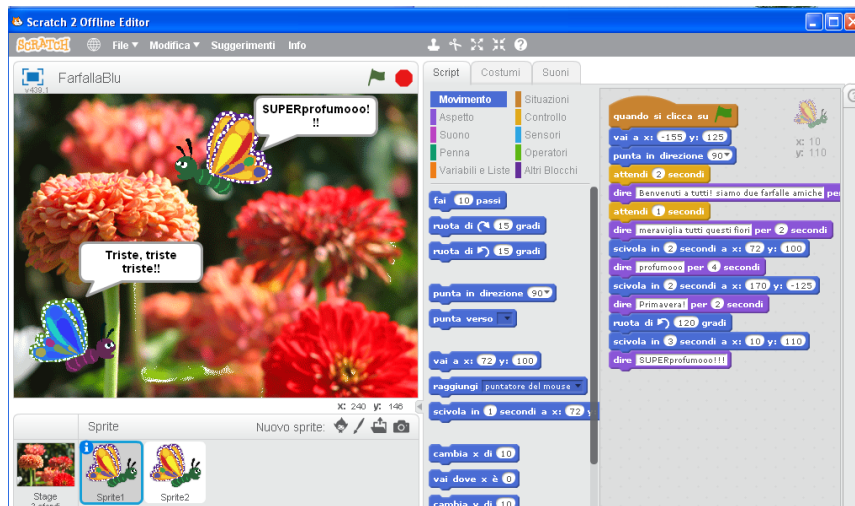 Scratch 2 Offline Editor
SCRATCH File Modifica Suggerimenti Info
FarfallaBlu
v439.1
SUPERprofumooo!
!!
Triste, triste
triste!!
X: 240 y: 146
Sprite Nuovo sprite:
Stage
Sprite1
Sprite2
Script Costumi Suoni
Movimento Situazioni
Aspetto Controllo
Suono Sensori
Penna Operatori
Variabili e Liste Altri Blocchi
fai 10 passi
ruota di 15 gradi
ruota di 15 gradi
punta in direzione 90
punta verso
vai a x: 72 y: 100
raggiungi puntatore del mouse
scivola in 1 secondi a x: 72 y
cambia x di 10
vai dove x è 0
cambia y di 10
quando si clicca su
vai a x: -155 y: 125
punta in direzione 90
attendi 2 secondi
dire Benvenuti a tutti! siamo due farfalle amiche per
attendi 1 secondi
dire meraviglia tutti questi fiori per 2 secondi
scivola in 2 secondi a x: 72 y: 100
dire profumooo per 4 secondi
scivola in 2 secondi a x: 170 y: -125
dire Primavera! per 2 secondi
ruota di 120 gradi
scivola in 3 secondi a x: 10 y: 110
dire SUPERprofumooo!!!
x: 10
y: 110